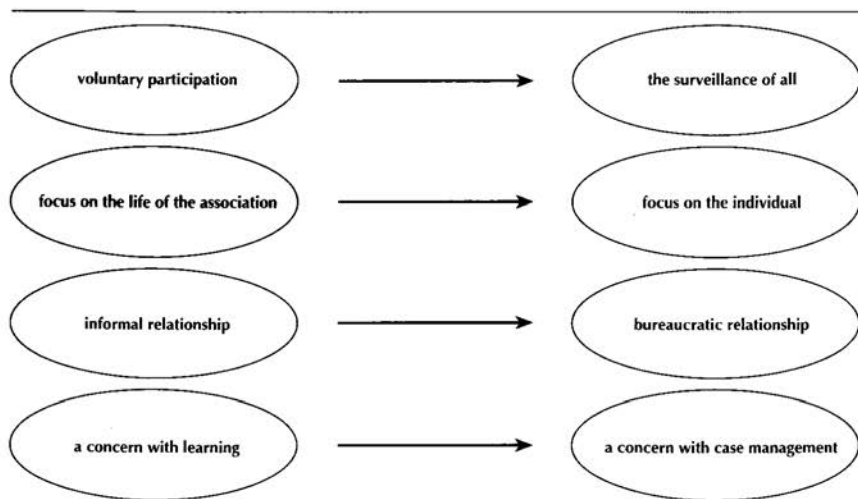 voluntary participation
the surveillance of all
focus on the life of the association
focus on the individual
informal relationship
bureaucratic relationship
a concern with learning
a concern with case management